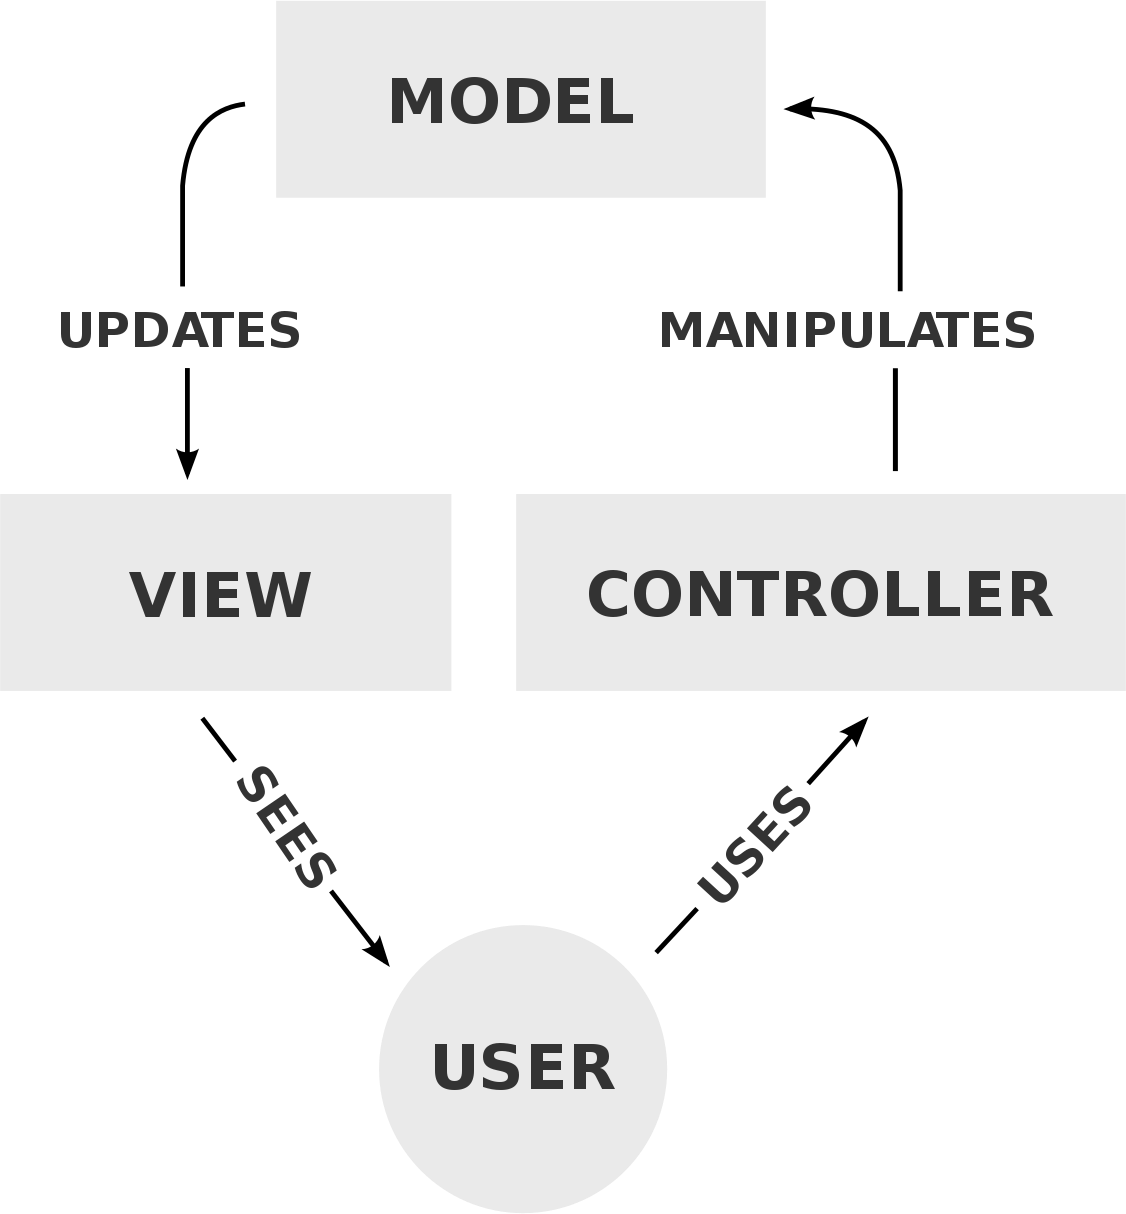 MODEL
UPDATES
MANIPULATES
VIEW
CONTROLLER
SEES
USES
USER